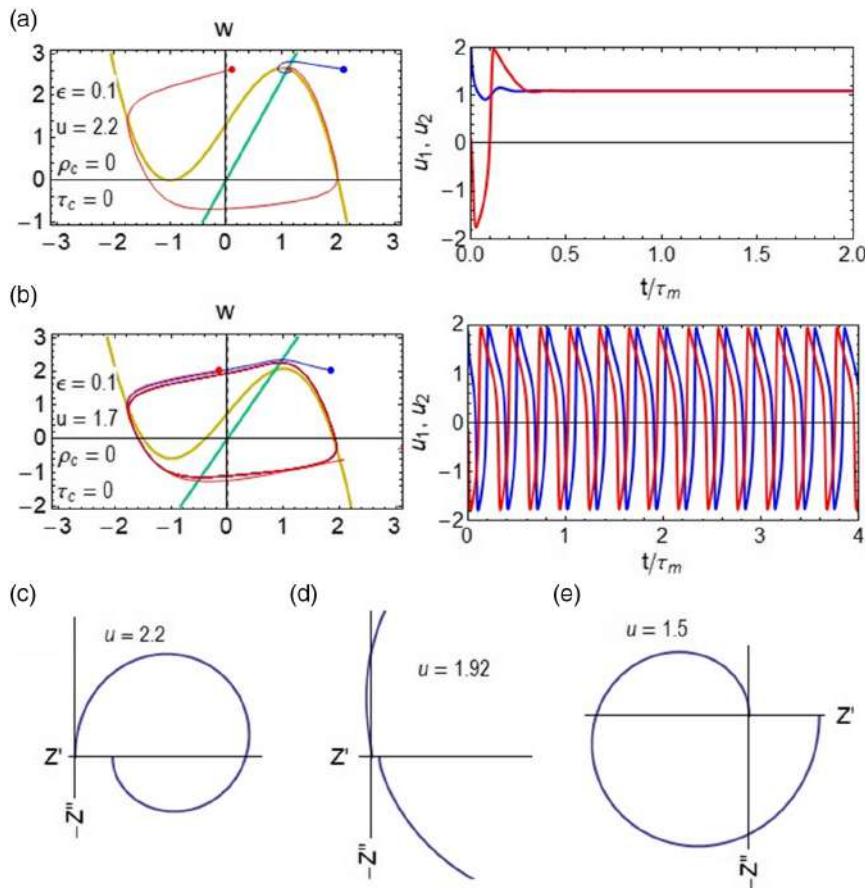 (a)
w
3
2
1
0
−1
ϵ = 0.1
u = 2.2
ρc = 0
τc = 0
−3 −2 −1 0 1 2 3
2
1
0
−1
−2
u1, u2
0.0 0.5 1.0 1.5 2.0
t/τm
(b)
w
3
2
1
0
−1
−2
ϵ = 0.1
u = 1.7
ρc = 0
τc = 0
−3 −2 −1 0 1 2 3
2
1
0
−1
−2
u1, u2
0 1 2 3 4
t/τm
(c)
u = 2.2
Z'
−Z"
(d)
u = 1.92
Z'
−Z"
(e)
u = 1.5
Z'
−Z"